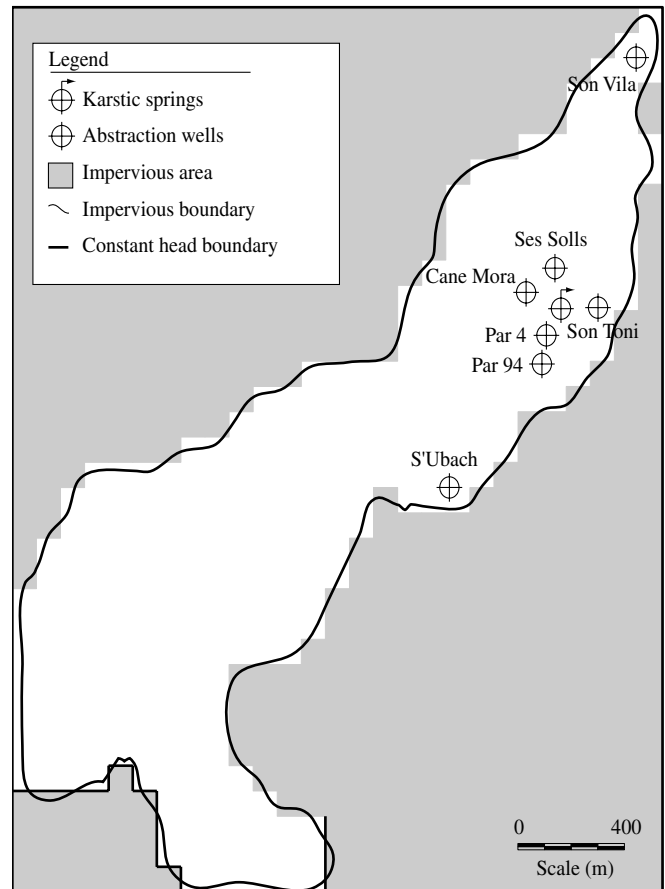 Legend
Karstic springs
Abstraction wells
Impervious area
Impervious boundary
Constant head boundary
Son Vila
Ses Solls
Cane Mora
Son Toni
Par 4
Par 94
S'Ubach
0 400
Scale (m)